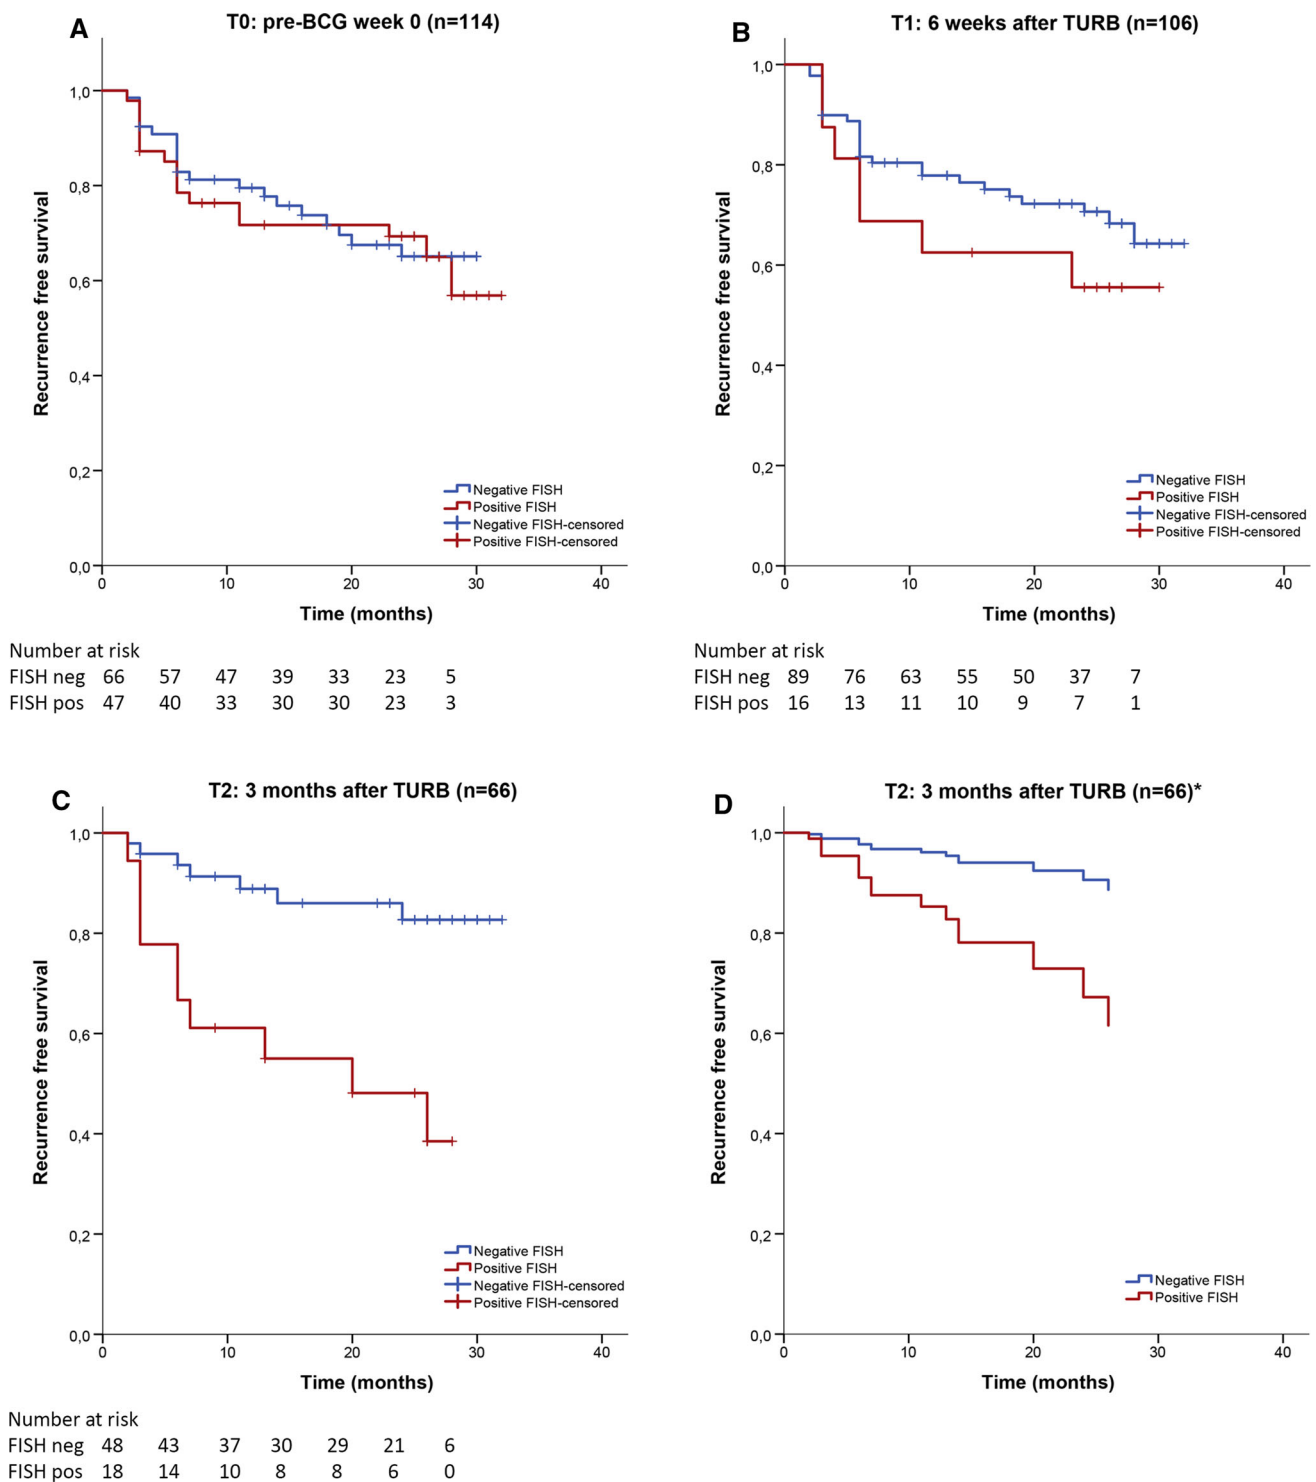 A
T0: pre-BCG week 0 (n=114)
Recurrence free survival
1,0
0,8
0,6
0,4
0,2
0,0
0 10 20 30 40
Time (months)
Negative FISH
Positive FISH
Negative FISH-censored
Positive FISH-censored
Number at risk
FISH neg 66 57 47 39 33 23 5
FISH pos 47 40 33 30 30 23 3
B
T1: 6 weeks after TURB (n=106)
Recurrence free survival
1,0
0,8
0,6
0,4
0,2
0,0
0 10 20 30 40
Time (months)
Negative FISH
Positive FISH
Negative FISH-censored
Positive FISH-censored
Number at risk
FISH neg 89 76 63 55 50 37 7
FISH pos 16 13 11 10 9 7 1
C
T2: 3 months after TURB (n=66)
Recurrence free survival
1,0
0,8
0,6
0,4
0,2
0,0
0 10 20 30 40
Time (months)
Negative FISH
Positive FISH
Negative FISH-censored
Positive FISH-censored
Number at risk
FISH neg 48 43 37 30 29 21 6
FISH pos 18 14 10 8 8 6 0
D
T2: 3 months after TURB (n=66)*
Recurrence free survival
1,0
0,8
0,6
0,4
0,2
0,0
0 10 20 30 40
Time (months)
Negative FISH
Positive FISH